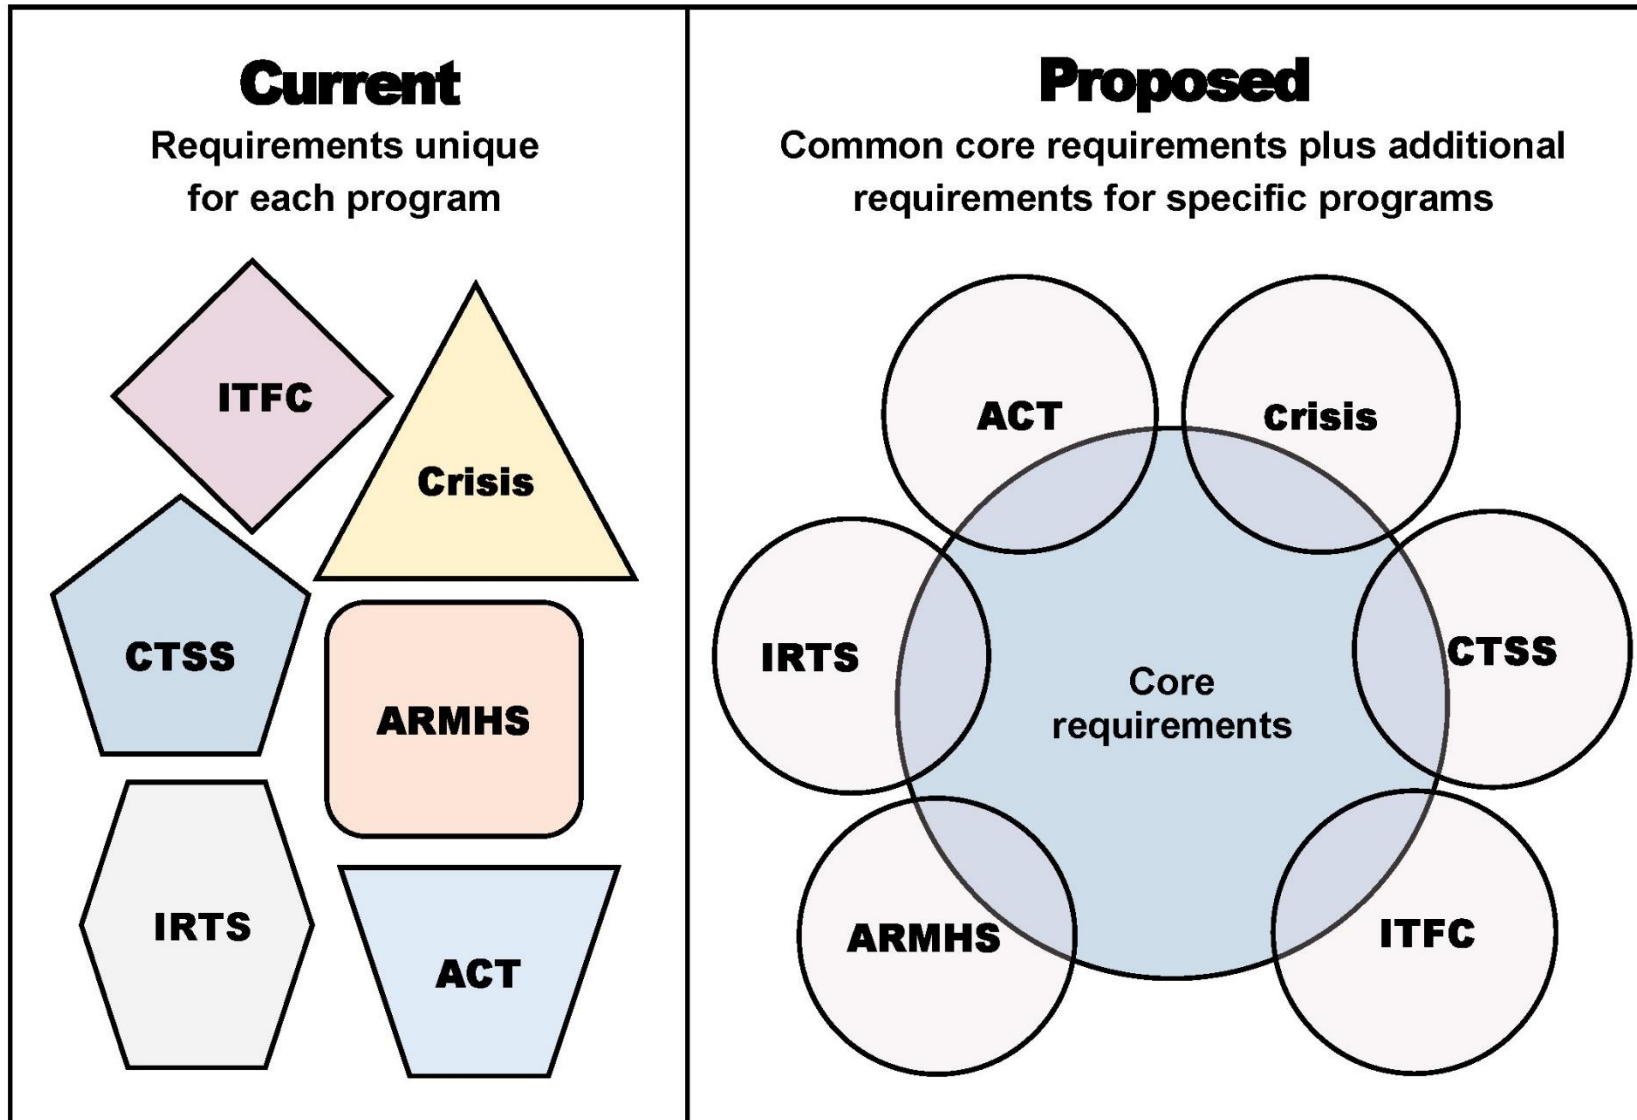 Current
Requirements unique
for each program
ITFC
Crisis
CTSS
ARMHS
IRTS
ACT
Proposed
Common core requirements plus additional
requirements for specific programs
ACT
Crisis
IRTS
CTSS
Core
requirements
ARMHS
ITFC